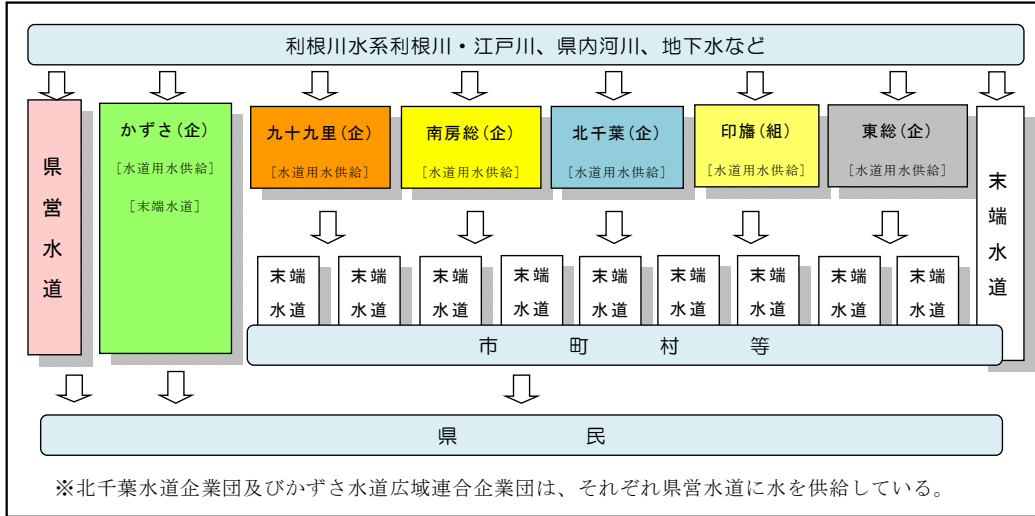 利根川水系利根川・江戸川、県内河川、地下水など
県営水道
かずさ(企)
[水道用水供給]
[末端水道]
九十九里(企)
[水道用水供給]
南房総(企)
[水道用水供給]
北千葉(企)
[水道用水供給]
印旛(組)
[水道用水供給]
東総(企)
[水道用水供給]
末端水道
末端
水道
末端
水道
末端
水道
末端
水道
末端
水道
末端
水道
末端
水道
末端
水道
末端
水道
市町村等
県民
※北千葉水道企業団及びかずさ水道広域連合企業団は、それぞれ県営水道に水を供給している。